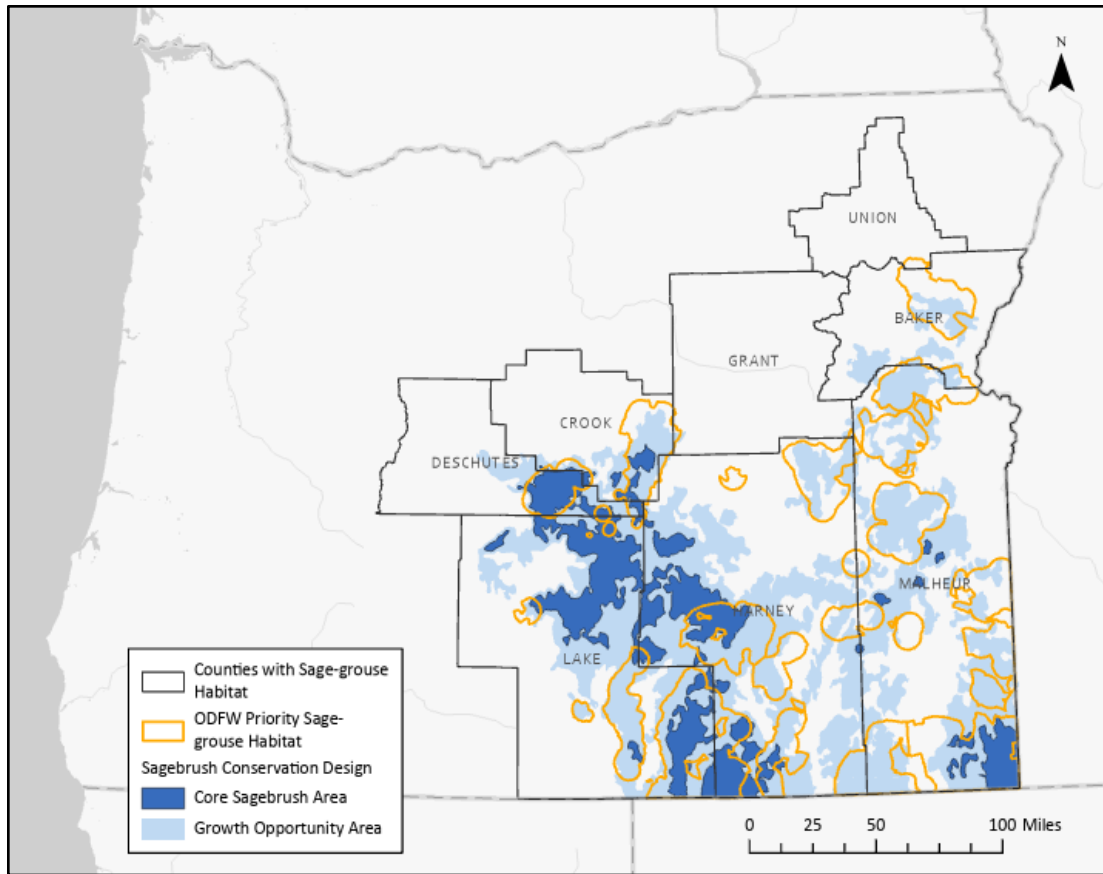 N
UNION
BAKER
GRANT
CROOK
DESCHUTES
MALHEUR
HARNEY
LAKE
Counties with Sage-grouse
Habitat
ODFW Priority Sage-
grouse Habitat
Sagebrush Conservation Design
Core Sagebrush Area
Growth Opportunity Area
0 25 50 100 Miles